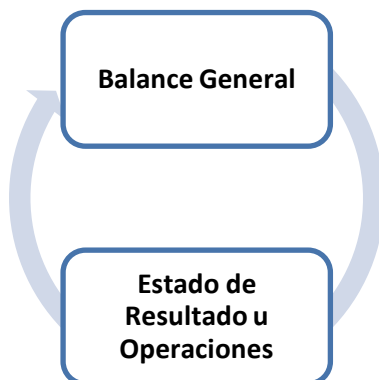 Balance General
Estado de
Resultado u
Operaciones